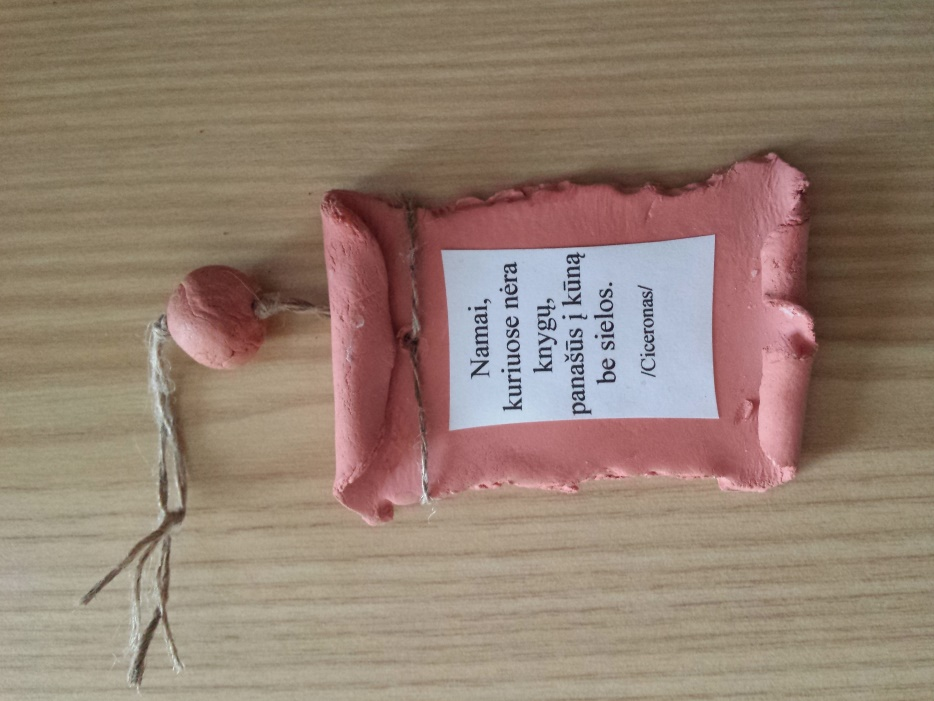 Namai,
kuriuose nėra
knygų,
panašūs į kūną
be sielos.
/Ciceronas/